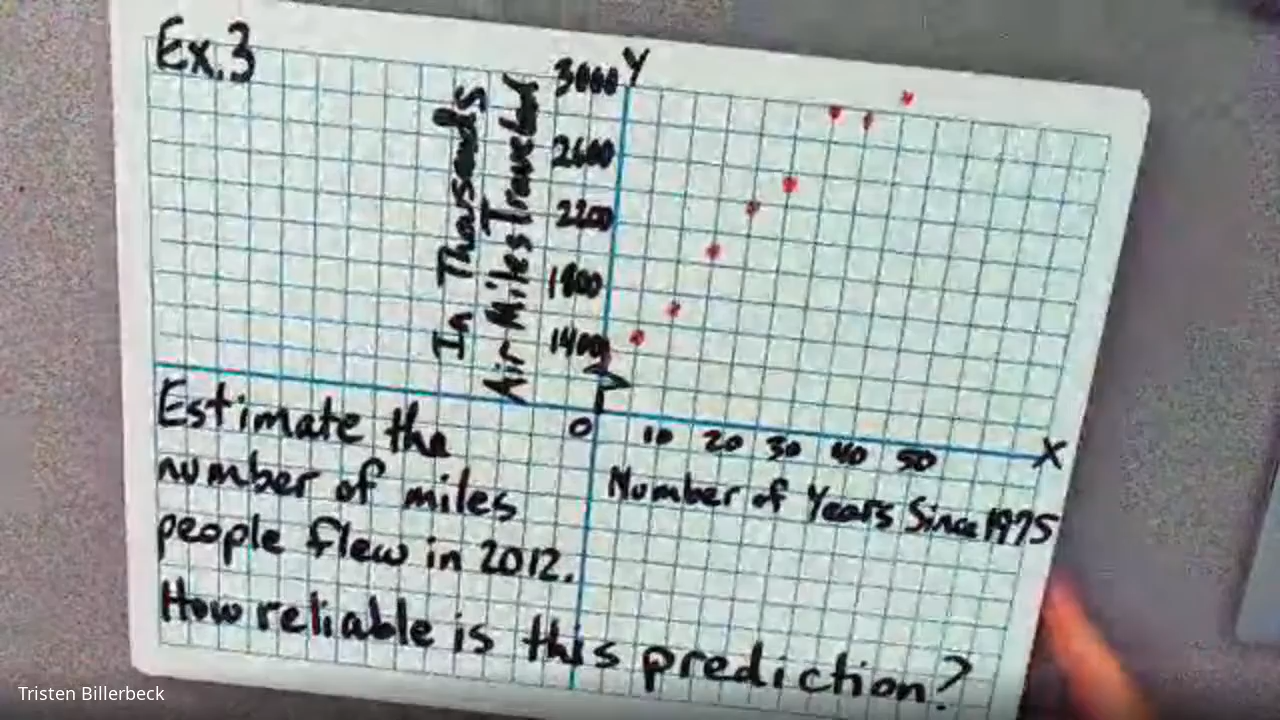 Ex.3
Y
3000
2600
2200
1800
1400
In Thousands
Air Miles Traveled
0
10 20 30 40 50
X
Number of Years Since 1975
Estimate the
number of miles
people flew in 2012.
How reliable is this prediction?
Tristen Billerbeck